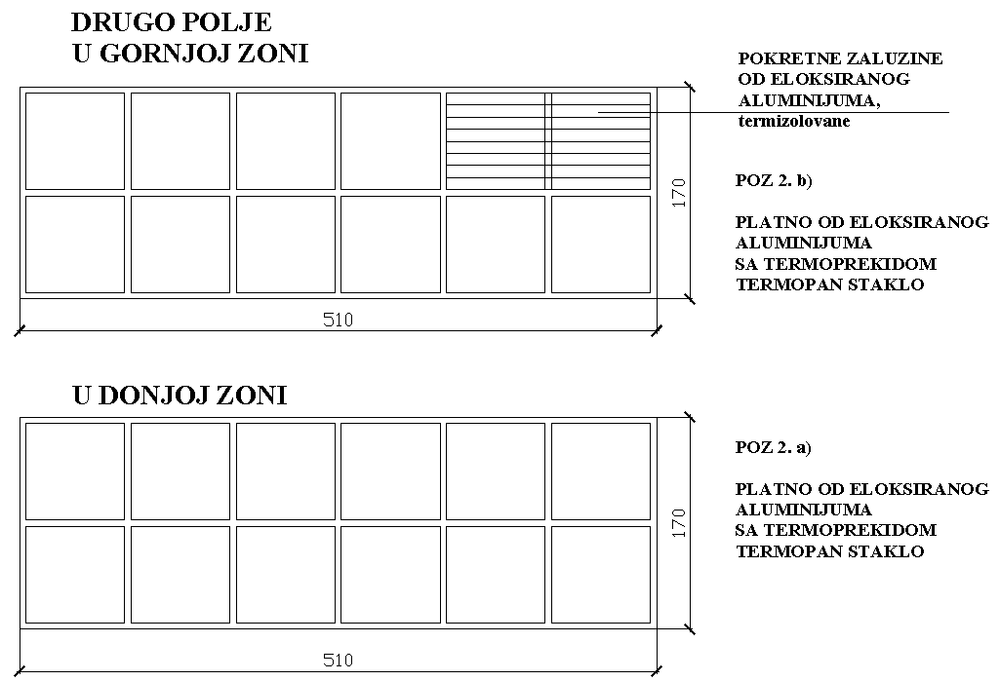 DRUGO POLJE
U GORNJOJ ZONI
POKRETNE ZALUZINE
OD ELOKSIRANOG
ALUMINIJUMA,
termizolovane
170
POZ 2. b)
PLATNO OD ELOKSIRANOG
ALUMINIJUMA
SA TERMOPREKIDOM
TERMOPAN STAKLO
510
U DONJOJ ZONI
170
POZ 2. a)
PLATNO OD ELOKSIRANOG
ALUMINIJUMA
SA TERMOPREKIDOM
TERMOPAN STAKLO
510